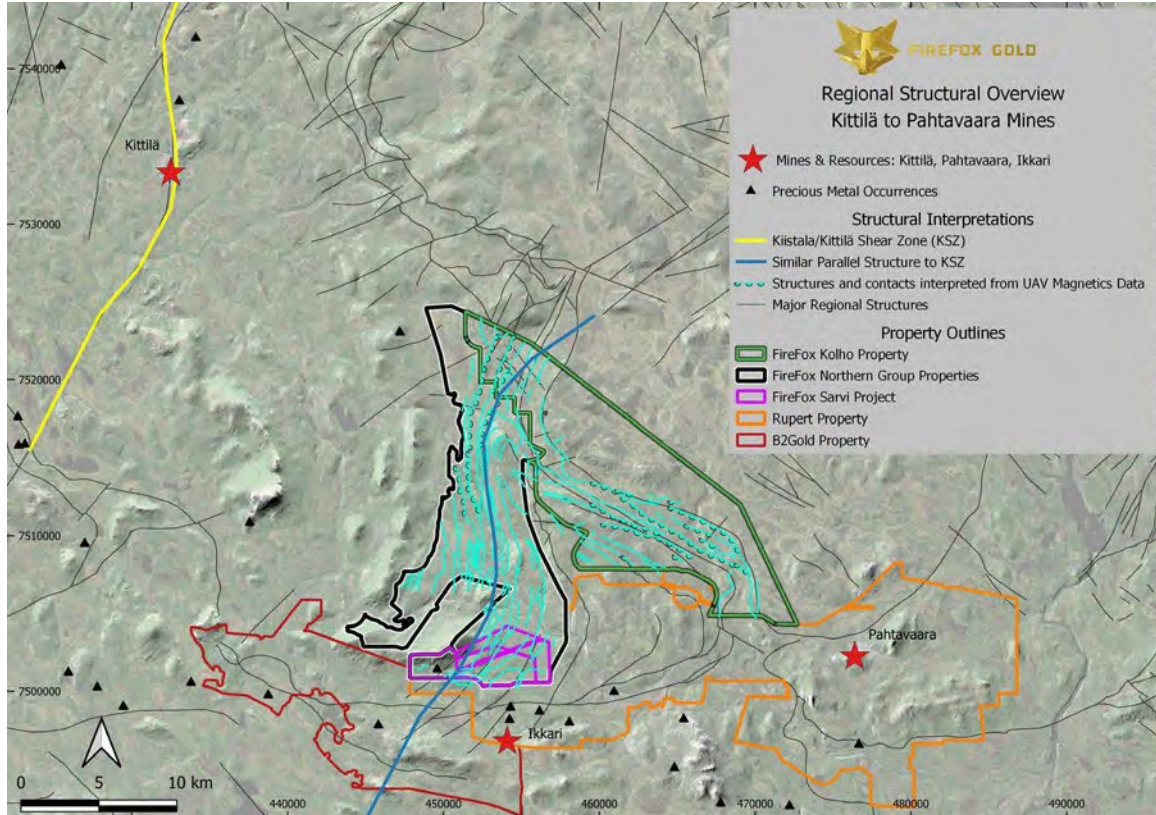 FIREFOX GOLD
Regional Structural Overview
Kittilä to Pahtavaara Mines
Mines & Resources: Kittilä, Pahtavaara, Ikkari
Precious Metal Occurrences
Structural Interpretations
Kiistala/Kittilä Shear Zone (KSZ)
Similar Parallel Structure to KSZ
Structures and contacts interpreted from UAV Magnetics Data
Major Regional Structures
Property Outlines
FireFox Kolho Property
FireFox Northern Group Properties
FireFox Sarvi Project
Rupert Property
B2Gold Property
7540000
Kittilä
7530000
7520000
7510000
7500000
Pahtavaara
Ikkari
0 5 10 km
440000 450000 460000 470000 480000 490000